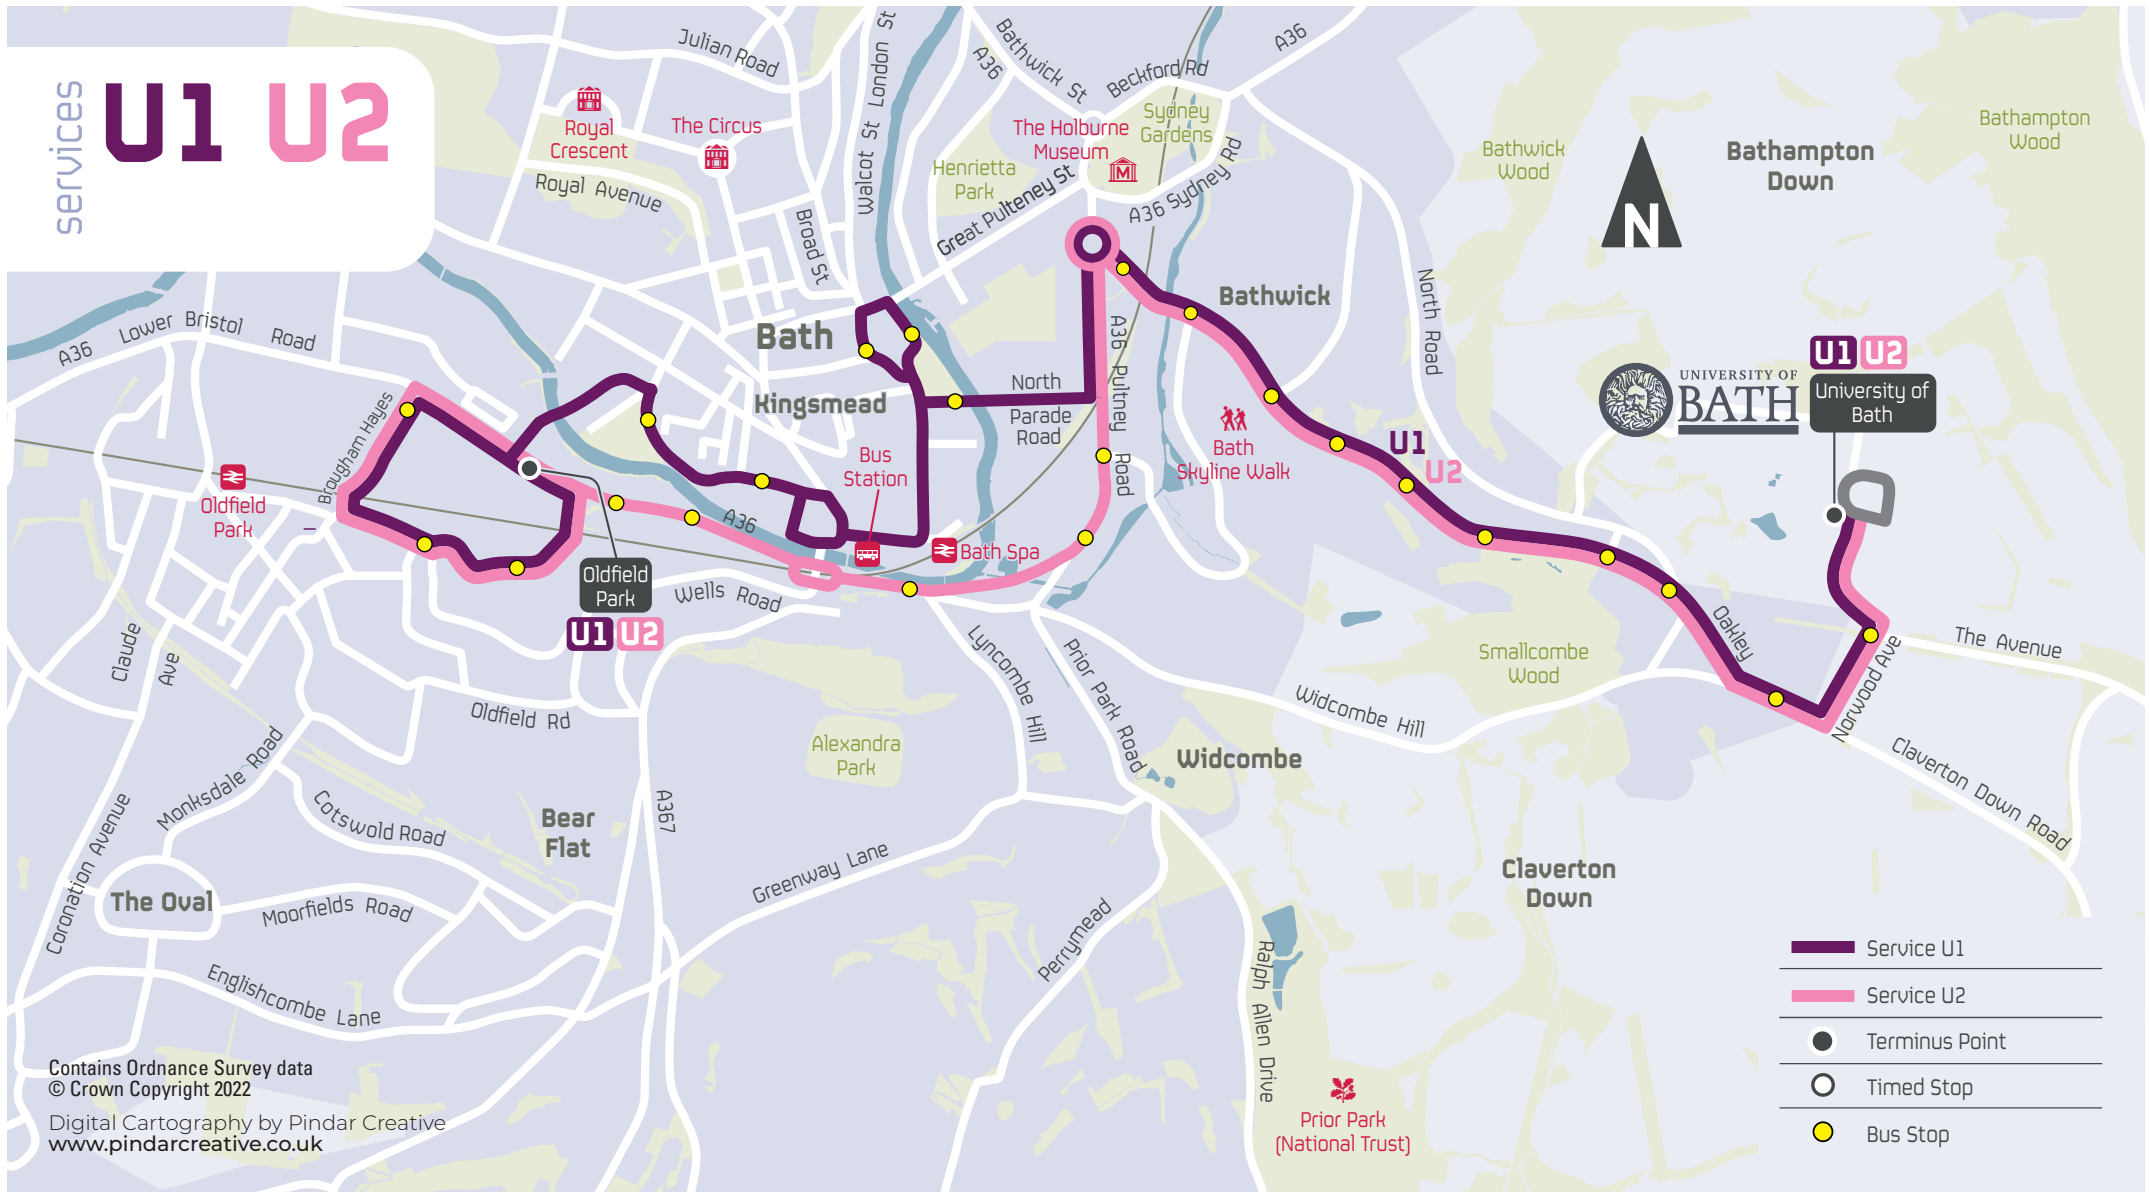 services
U1 U2
Julian Road
Walcot St London St
A36
Bathwick St
Beckford Rd
A36
Royal
Crescent
The Circus
The Holburne
Museum
M
Sydney
Gardens
Henrietta
Park
Royal Avenue
Broad St
Great Pulteney St
A36 Sydney Rd
Bathwick
Wood
Bathampton
Down
Bathampton
Wood
N
A36 Lower Bristol Road
Bath
Bathwick
North Road
Kingsmead
North
Parade
Road
A36 Pultney Road
U1 U2
University of
Bath
UNIVERSITY OF
BATH
Brougham Hayes
Oldfield
Park
Bus
Station
Bath
Skyline Walk
U1
U2
A36
Bath Spa
Oldfield
Park
U1 U2
Wells Road
Claude Ave
Lyncombe Hill
Prior Park Road
Smallcombe
Wood
Oakley
The Avenue
Norwood Ave
Widcombe Hill
Oldfield Rd
Monksdale Road
Alexandra
Park
Widcombe
Claverton Down Road
Coronation Avenue
Cotswold Road
Bear
Flat
A367
Greenway Lane
Claverton
Down
The Oval
Moorfields Road
Perrymead
Ralph Allen Drive
Englishcombe Lane
Prior Park
(National Trust)
Service U1
Service U2
Terminus Point
Timed Stop
Bus Stop
Contains Ordnance Survey data
© Crown Copyright 2022
Digital Cartography by Pindar Creative
www.pindarcreative.co.uk